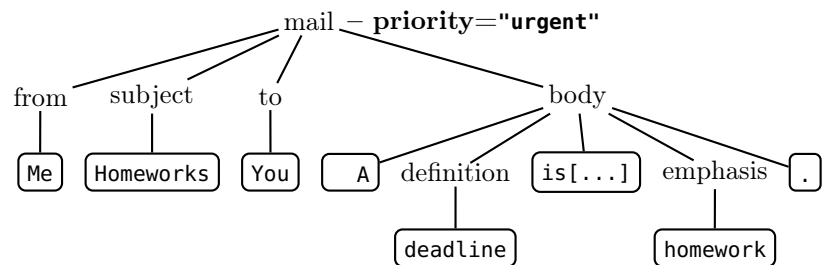 mail – priority="urgent"
from subject to body
Me Homeworks You A definition is[...] emphasis .
deadline homework